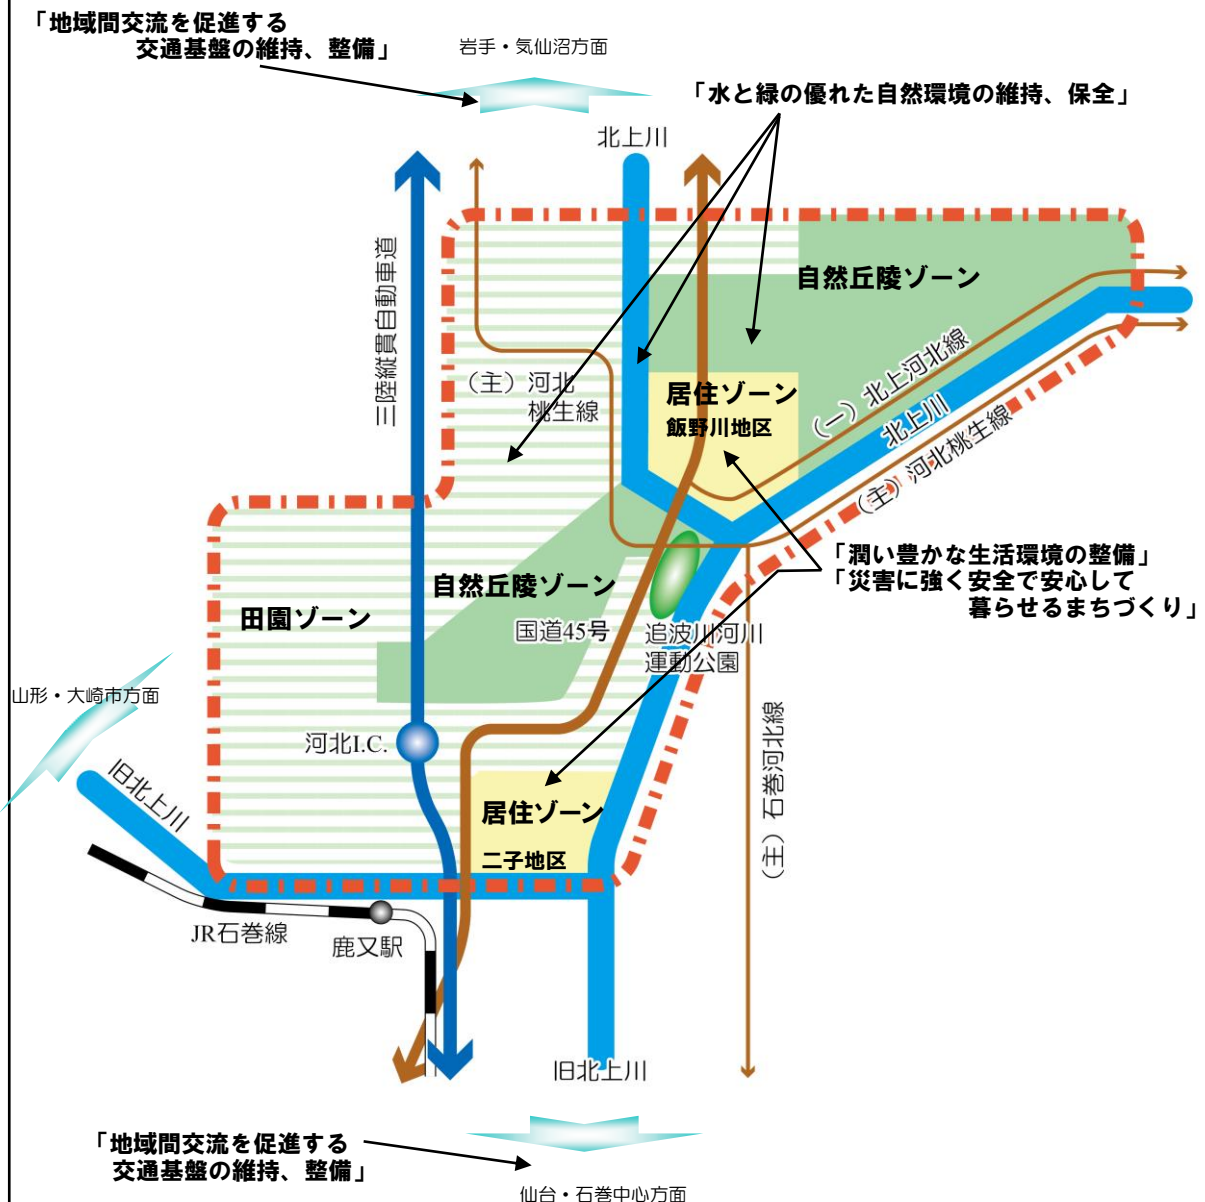 「地域間交流を促進する
交通基盤の維持、整備」
岩手・気仙沼方面
「水と緑の優れた自然環境の維持、保全」
北上川
三陸縦貫自動車道
自然丘陵ゾーン
（主）河北
桃生線
居住ゾーン
飯野川地区
（一）北上河北線
北上川
（主）河北桃生線
「潤い豊かな生活環境の整備」
「災害に強く安全で安心して
暮らせるまちづくり」
自然丘陵ゾーン
田園ゾーン
国道45号
追波川河川
運動公園
山形・大崎市方面
河北I.C.
（主）石巻河北線
旧北上川
居住ゾーン
二子地区
JR石巻線
鹿又駅
旧北上川
「地域間交流を促進する
交通基盤の維持、整備」
仙台・石巻中心方面